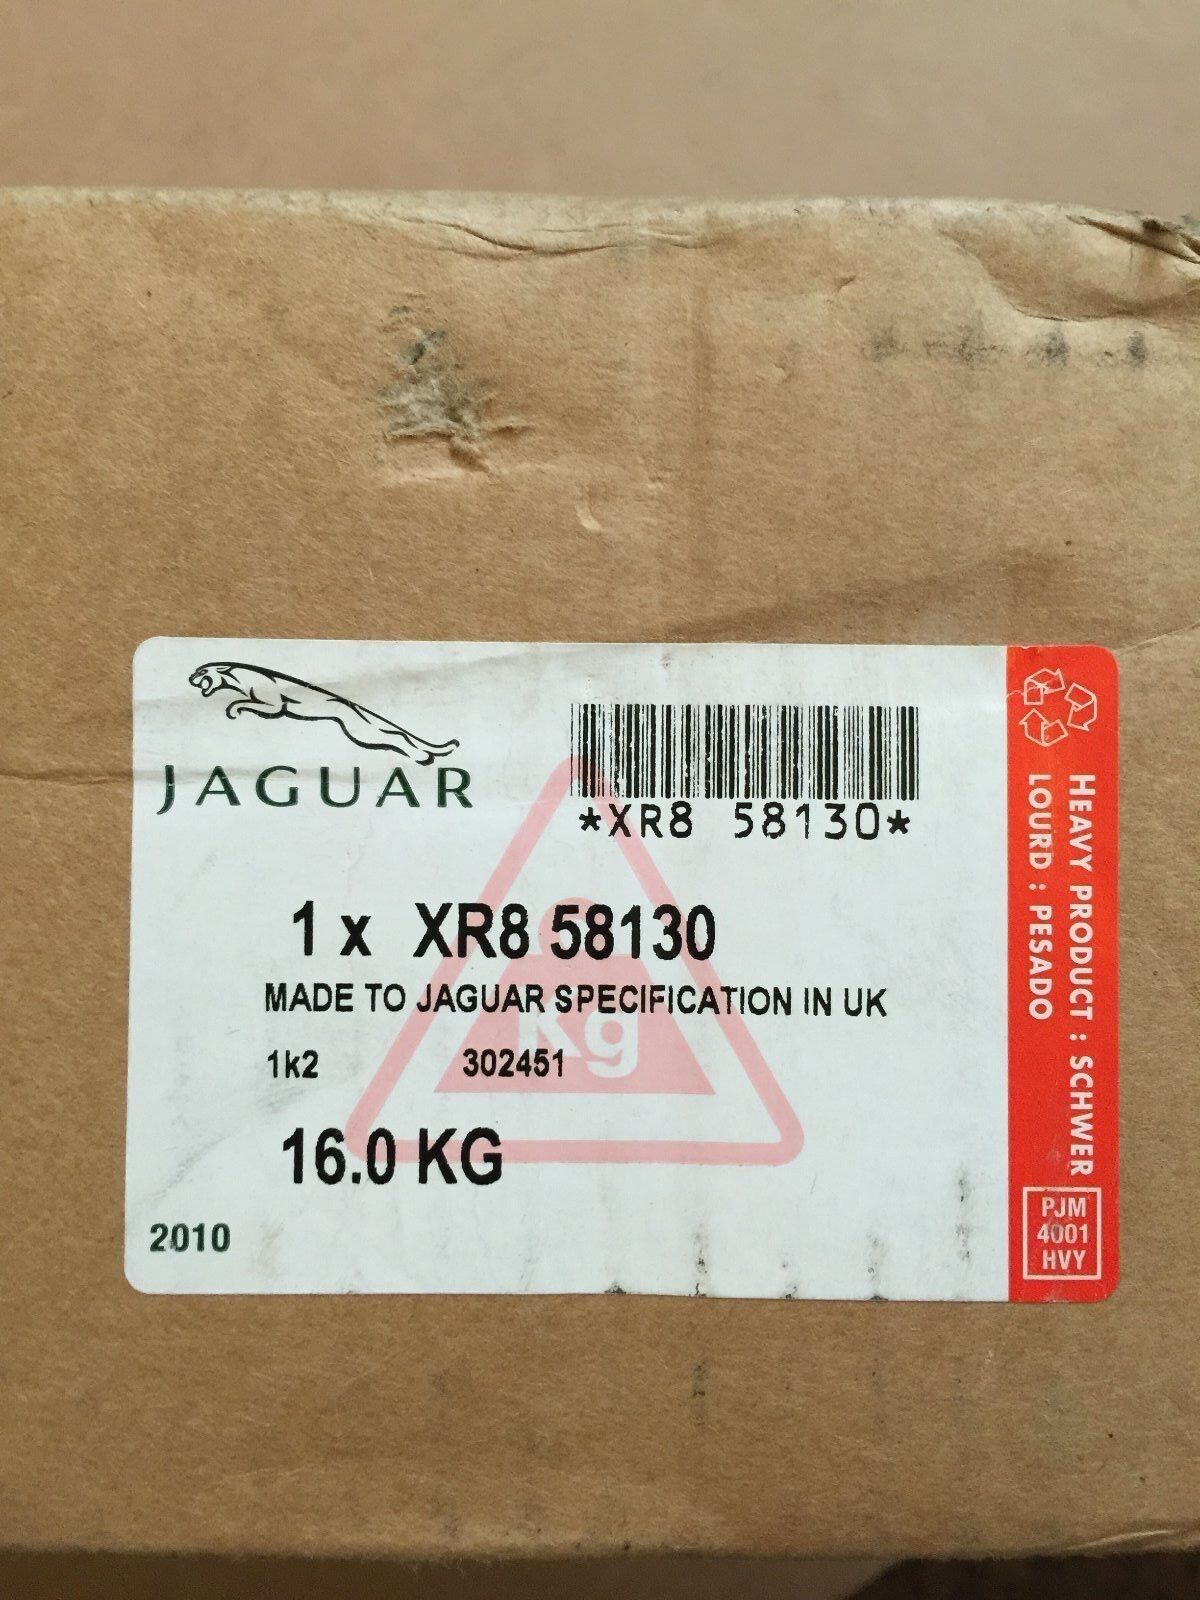 JAGUAR
*XR8 58130*
1 x XR8 58130
MADE TO JAGUAR SPECIFICATION IN UK
1k2 302451
kg
16.0 KG
2010
HEAVY PRODUCT : SCHWER
LOURD : PESADO
PJM
4001
HVY